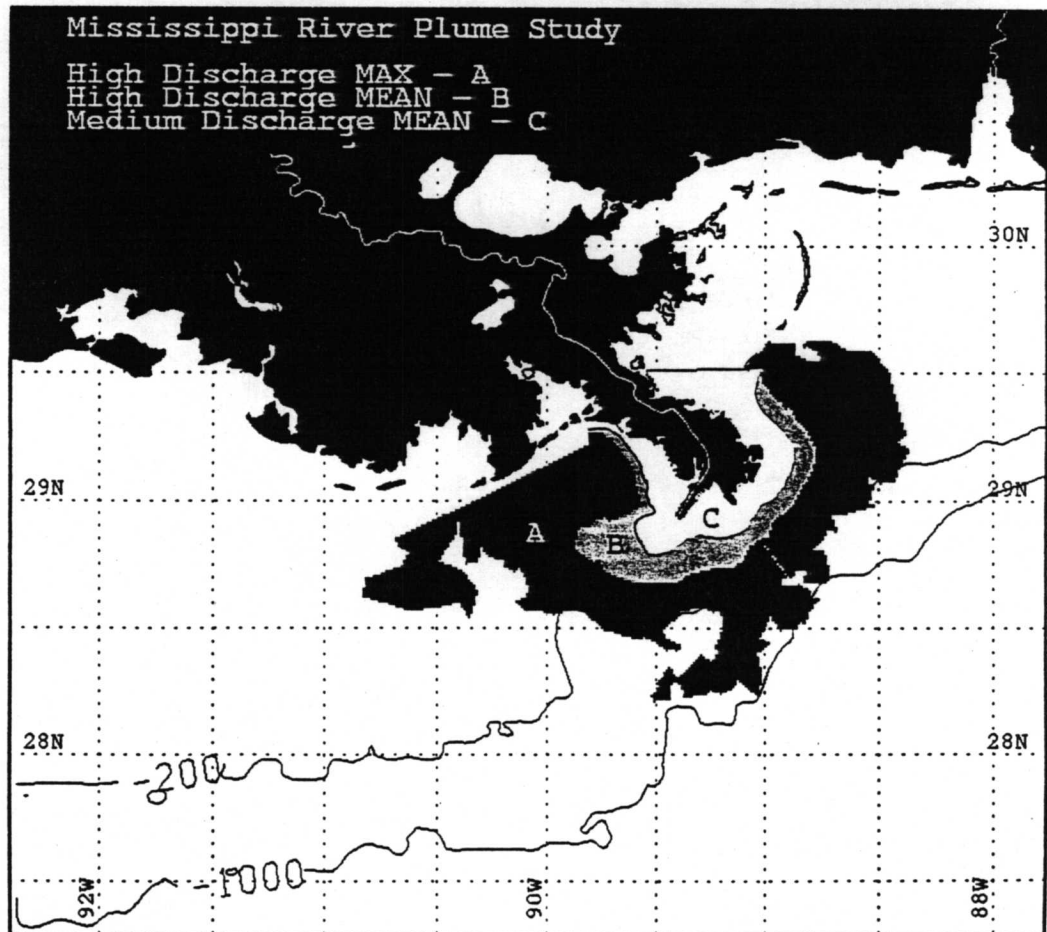 Mississippi River Plume Study
High Discharge MAX – A
High Discharge MEAN – B
Medium Discharge MEAN – C
30N
29N
29N
A
B
C
28N
28N
-200
-1000
92W
90W
88W